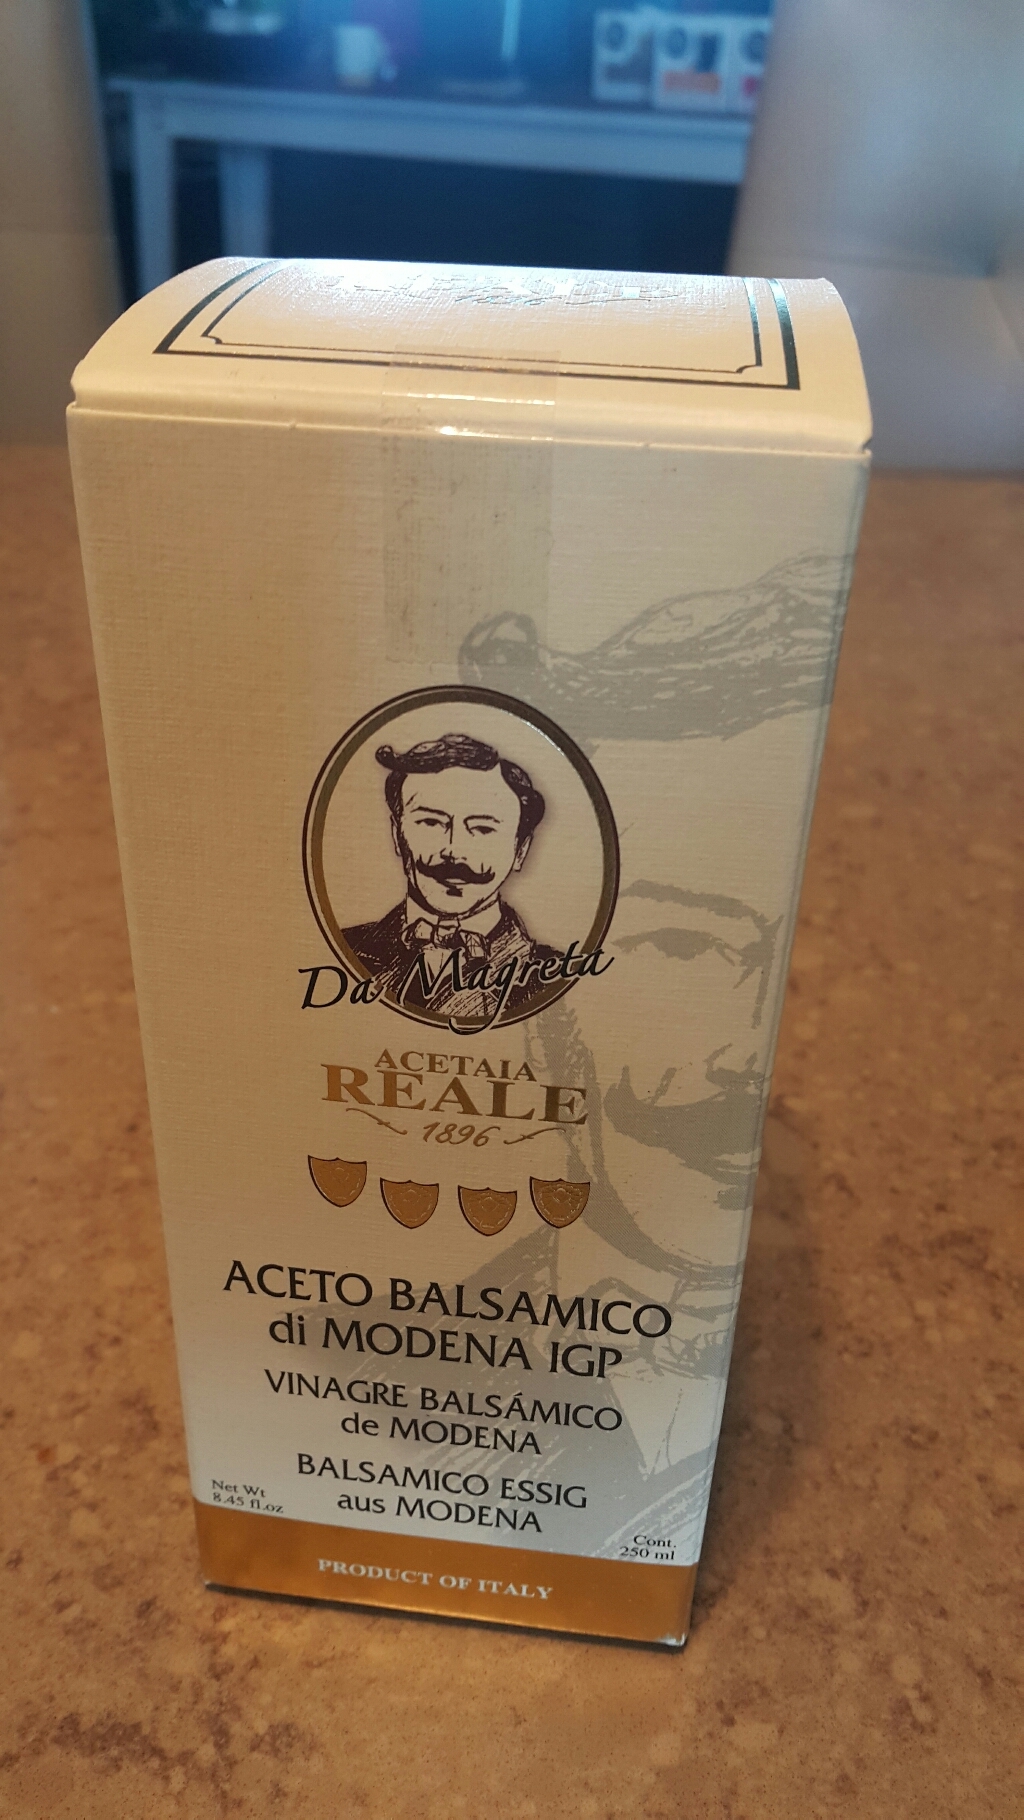 Da Magreta
ACETAIA
REALE
1896
ACETO BALSAMICO
di MODENA IGP
VINAGRE BALSÁMICO
de MODENA
BALSAMICO ESSIG
aus MODENA
Net Wt
8.45 fl.oz
Cont.
250 ml
PRODUCT OF ITALY